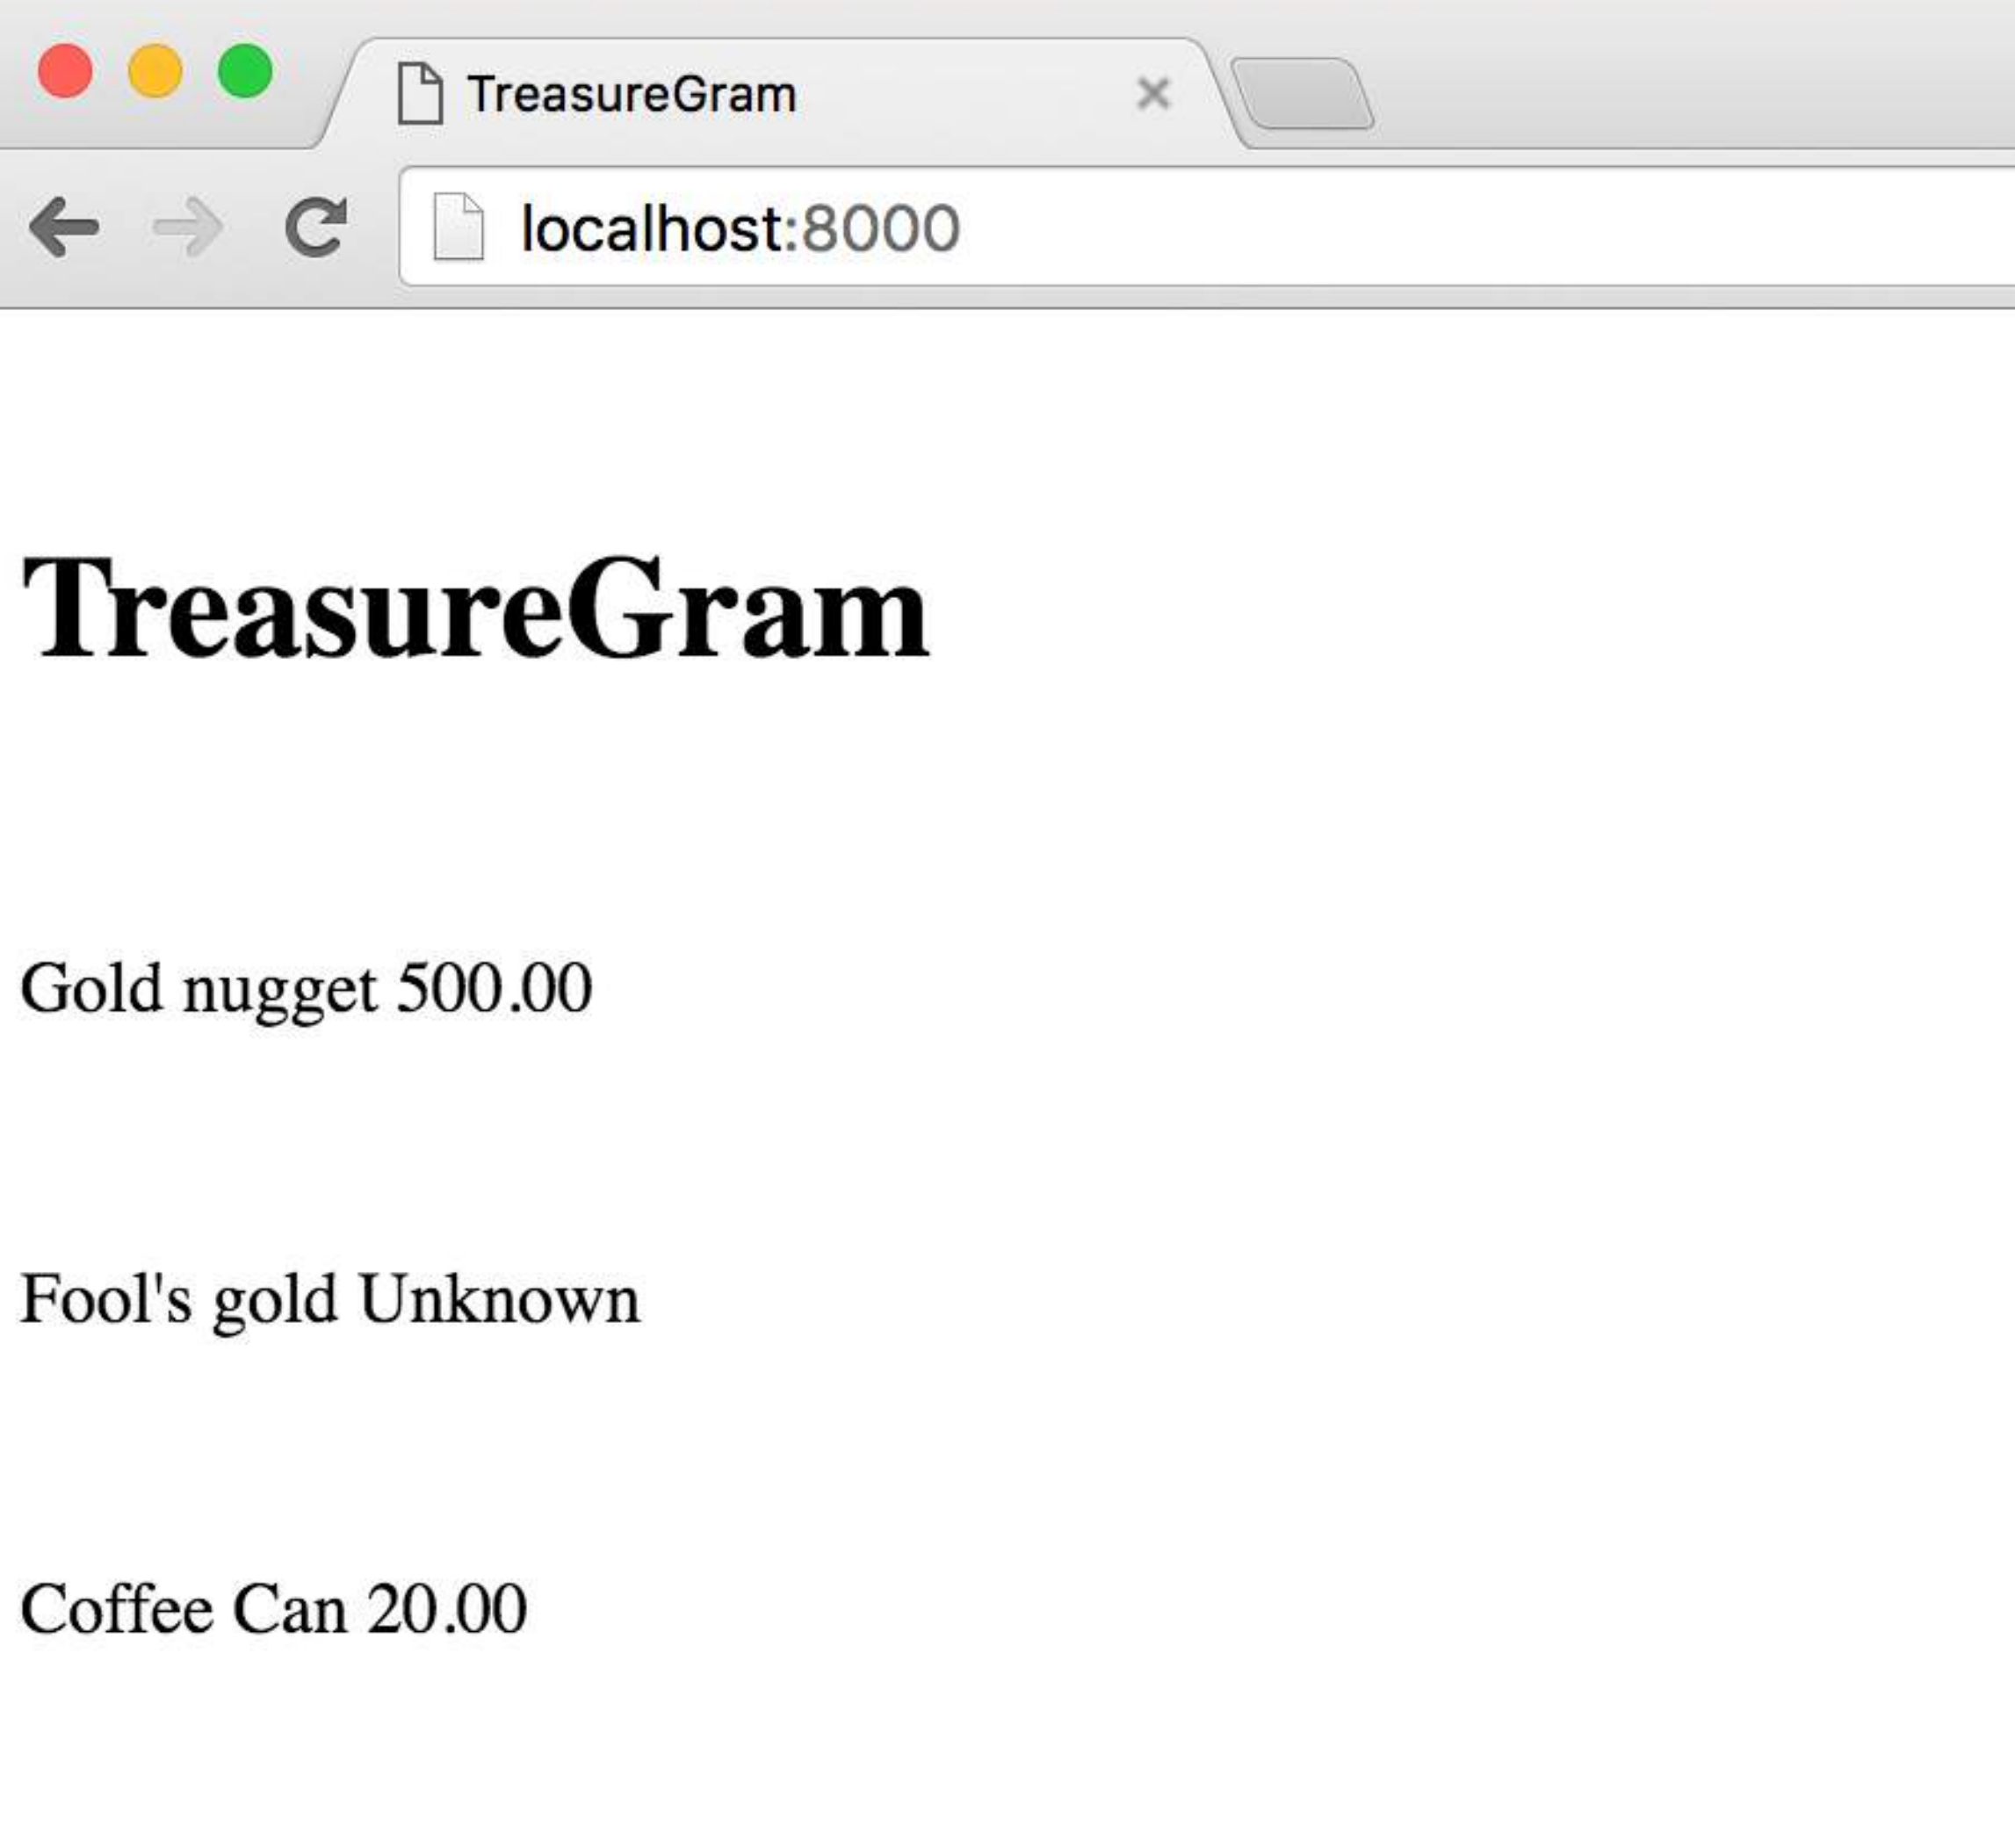 TreasureGram
localhost:8000
TreasureGram
Gold nugget 500.00
Fool's gold Unknown
Coffee Can 20.00